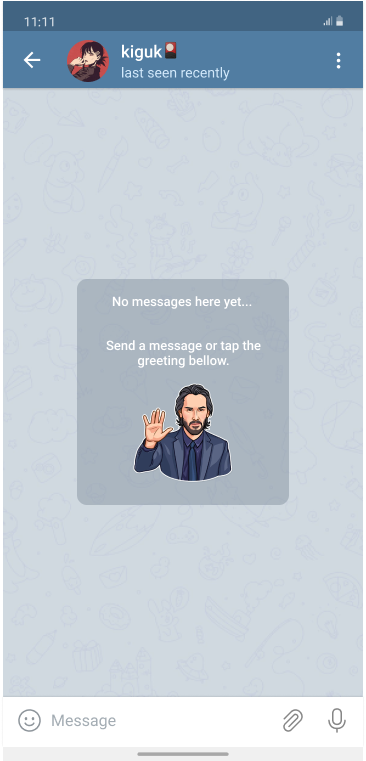 11:11
kiguk🎴
last seen recently
No messages here yet...
Send a message or tap the
greeting bellow.
Message